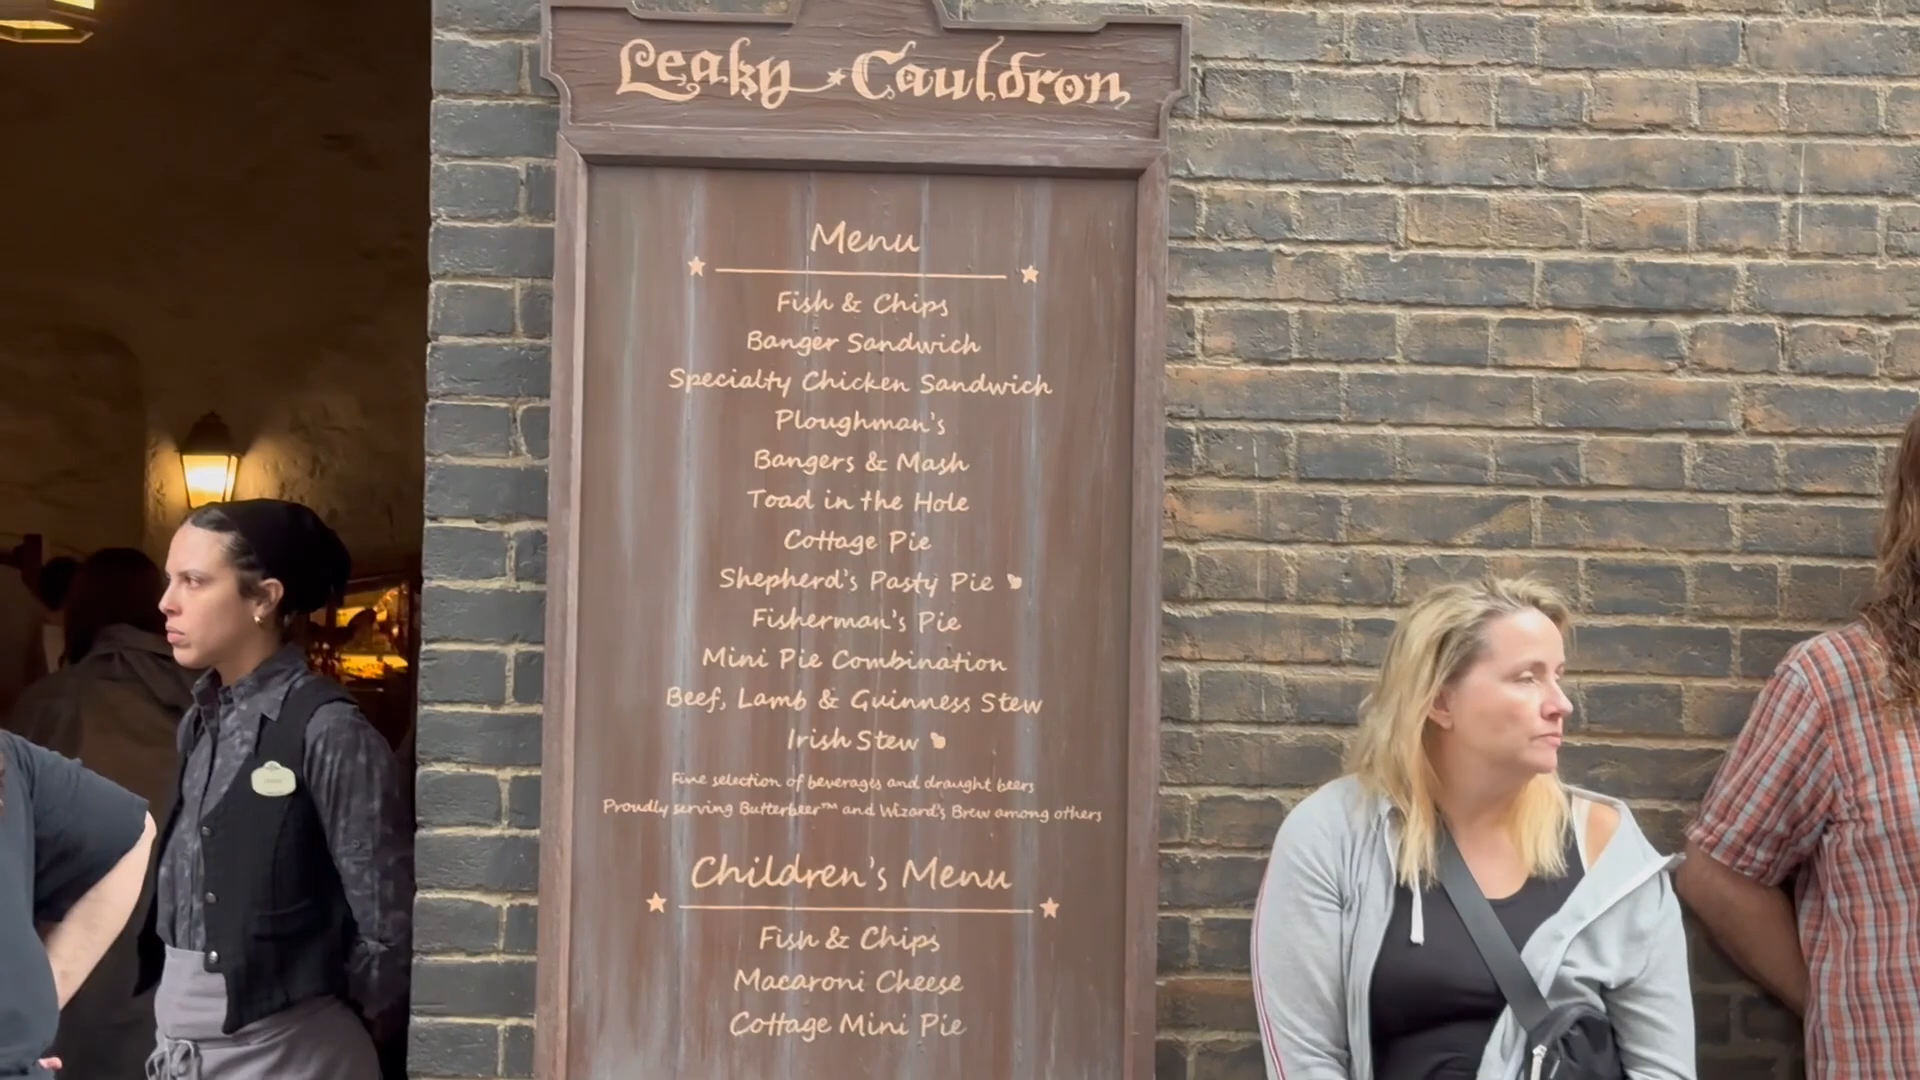 Leaky Cauldron
Menu
Fish & Chips
Banger Sandwich
Specialty Chicken Sandwich
Ploughman's
Bangers & Mash
Toad in the Hole
Cottage Pie
Shepherd's Pasty Pie
Fisherman's Pie
Mini Pie Combination
Beef, Lamb & Guinness Stew
Irish Stew
Fine selection of beverages and draught beers
Proudly serving Butterbeer™ and Wizard's Brew among others
Children's Menu
Fish & Chips
Macaroni Cheese
Cottage Mini Pie